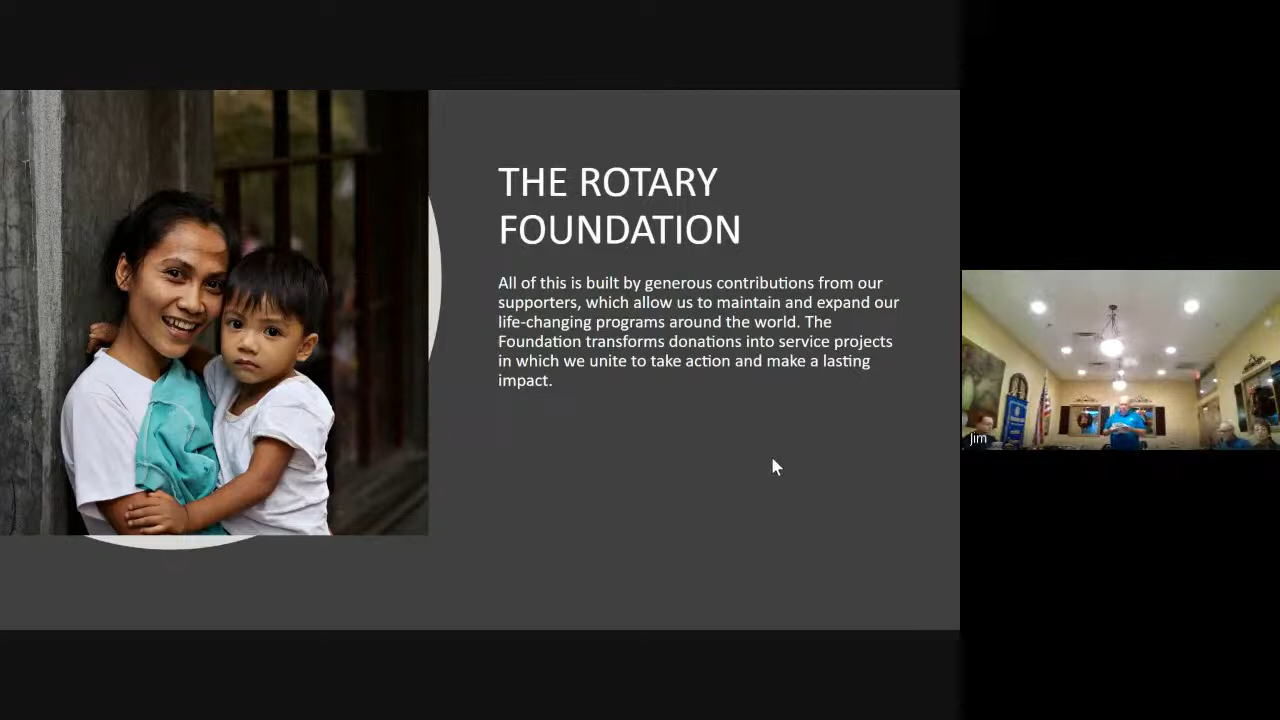 THE ROTARY
FOUNDATION
All of this is built by generous contributions from our
supporters, which allow us to maintain and expand our
life-changing programs around the world. The
Foundation transforms donations into service projects
in which we unite to take action and make a lasting
impact.
Jim